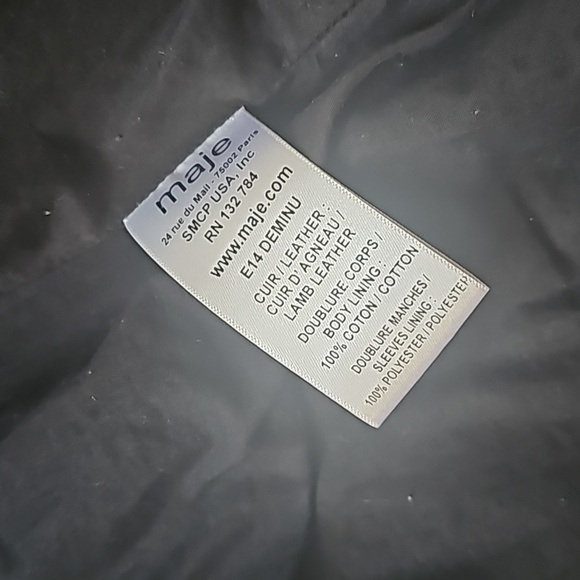 maje
24 rue du Mail - 75002 Paris
SMCP USA, Inc
RN 132 784
www.maje.com
E14 DEMINU
CUIR / LEATHER :
CUIR D' AGNEAU /
LAMB LEATHER
DOUBLURE CORPS /
BODY LINING :
100% COTON / COTTON
DOUBLURE MANCHES /
SLEEVES LINING :
100% POLYESTER / POLYESTER